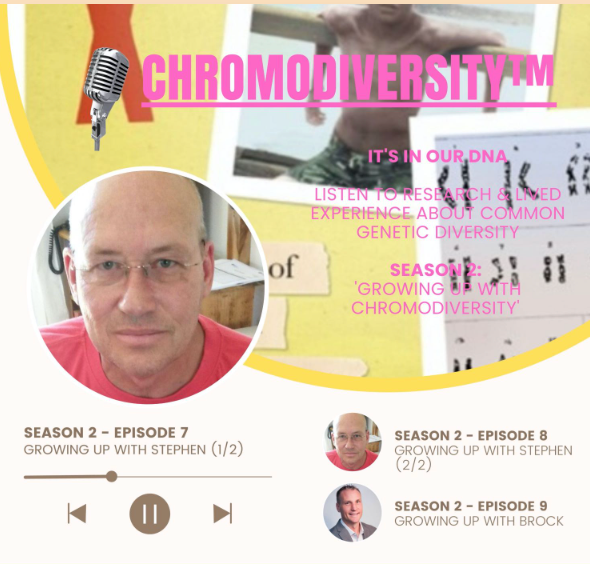 CHROMODIVERSITY™
IT'S IN OUR DNA
LISTEN TO RESEARCH & LIVED
EXPERIENCE ABOUT COMMON
GENETIC DIVERSITY
SEASON 2:
'GROWING UP WITH
CHROMODIVERSITY'
of
SEASON 2 - EPISODE 7
GROWING UP WITH STEPHEN (1/2)
SEASON 2 - EPISODE 8
GROWING UP WITH STEPHEN
(2/2)
SEASON 2 - EPISODE 9
GROWING UP WITH BROCK